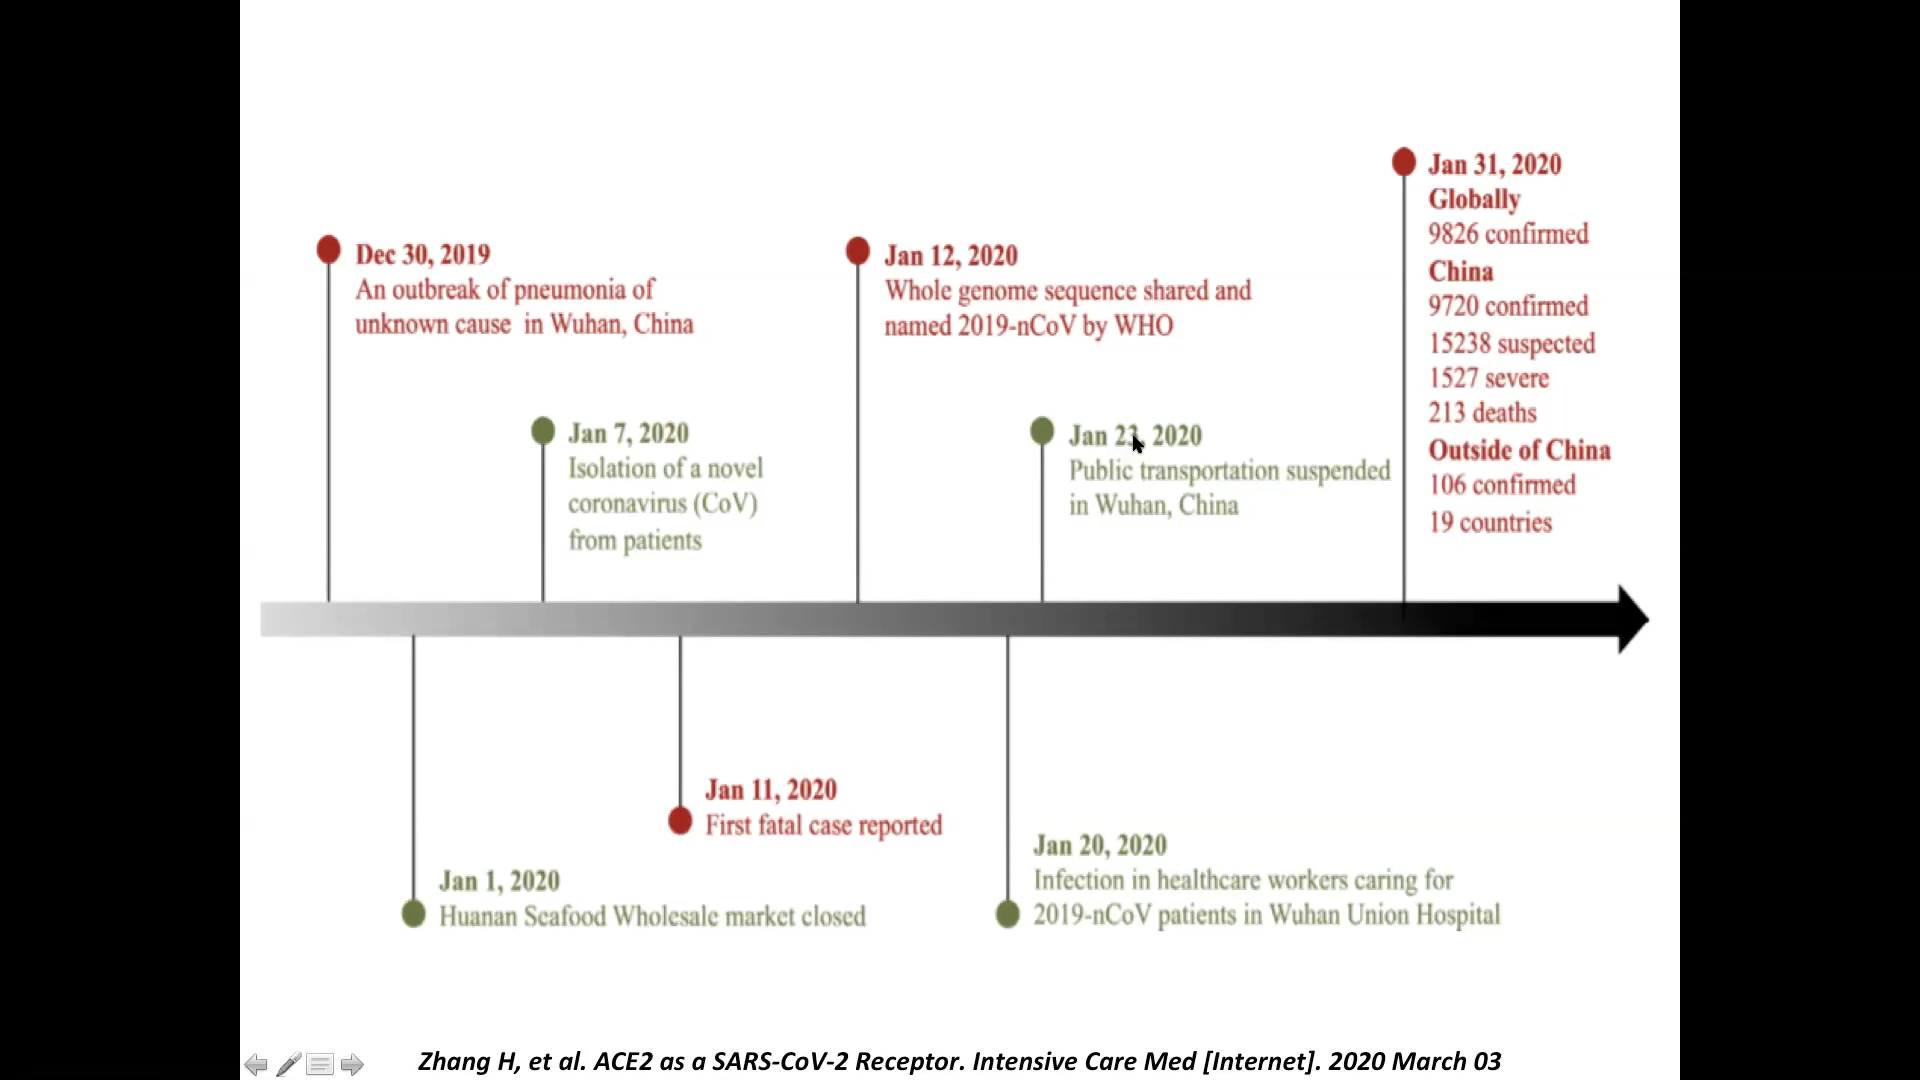 Dec 30, 2019
An outbreak of pneumonia of
unknown cause in Wuhan, China
Jan 7, 2020
Isolation of a novel
coronavirus (CoV)
from patients
Jan 12, 2020
Whole genome sequence shared and
named 2019-nCoV by WHO
Jan 23, 2020
Public transportation suspended
in Wuhan, China
Jan 31, 2020
Globally
9826 confirmed
China
9720 confirmed
15238 suspected
1527 severe
213 deaths
Outside of China
106 confirmed
19 countries
Jan 1, 2020
Huanan Seafood Wholesale market closed
Jan 11, 2020
First fatal case reported
Jan 20, 2020
Infection in healthcare workers caring for
2019-nCoV patients in Wuhan Union Hospital
Zhang H, et al. ACE2 as a SARS-CoV-2 Receptor. Intensive Care Med [Internet]. 2020 March 03